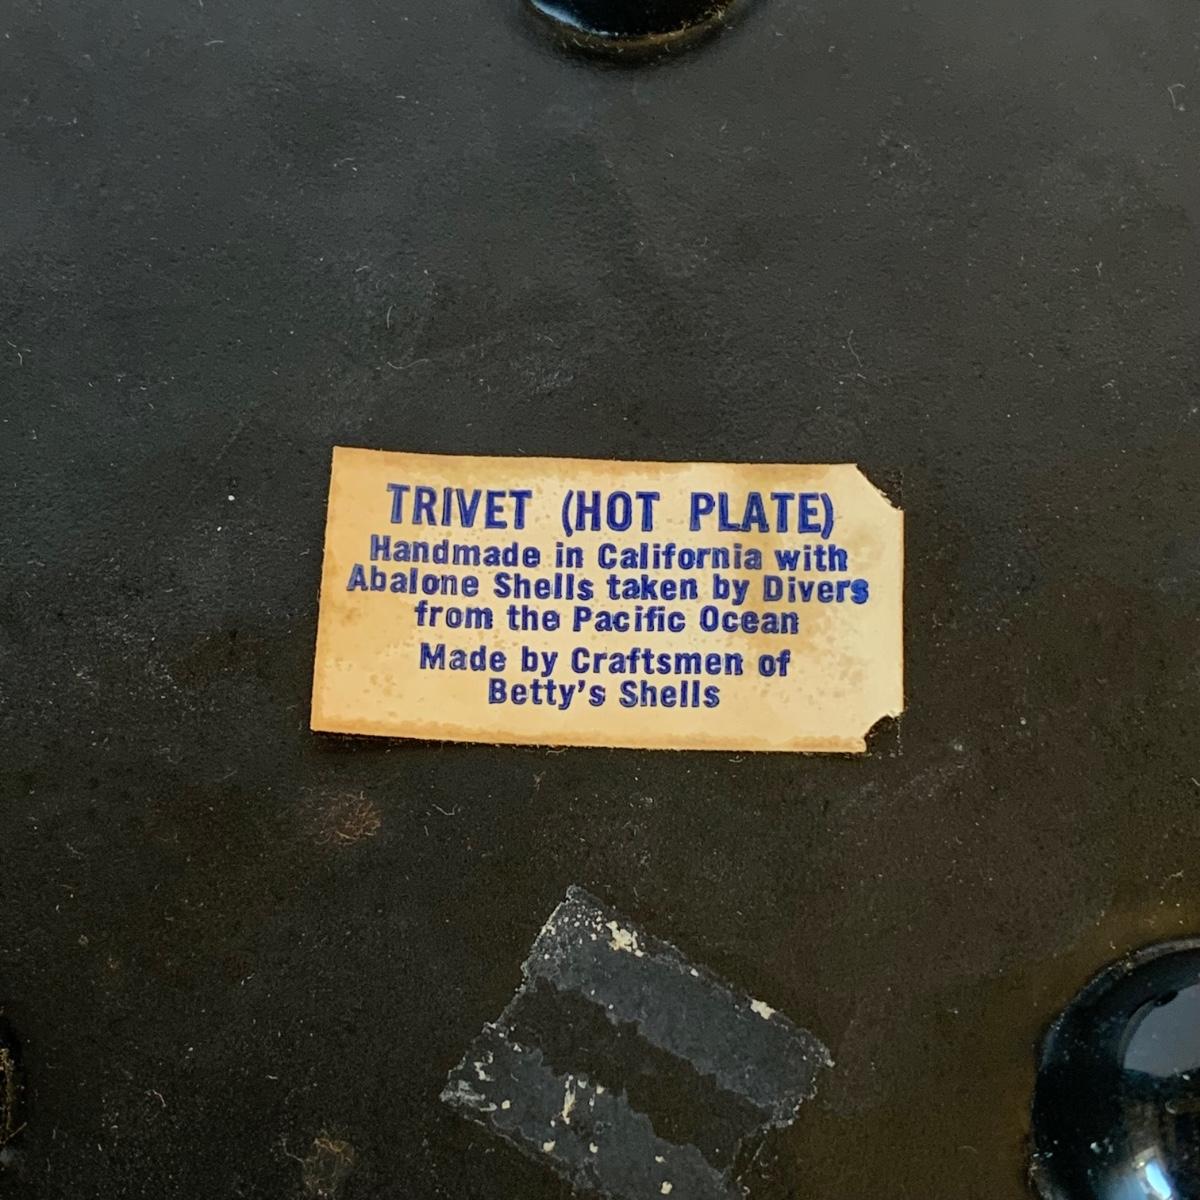 TRIVET (HOT PLATE)
Handmade in California with
Abalone Shells taken by Divers
from the Pacific Ocean
Made by Craftsmen of
Betty's Shells